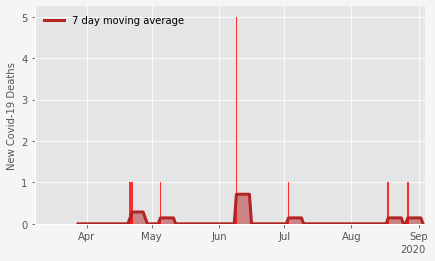 7 day moving average
New Covid-19 Deaths
5
4
3
2
1
0
Apr
May
Jun
Jul
Aug
Sep
2020